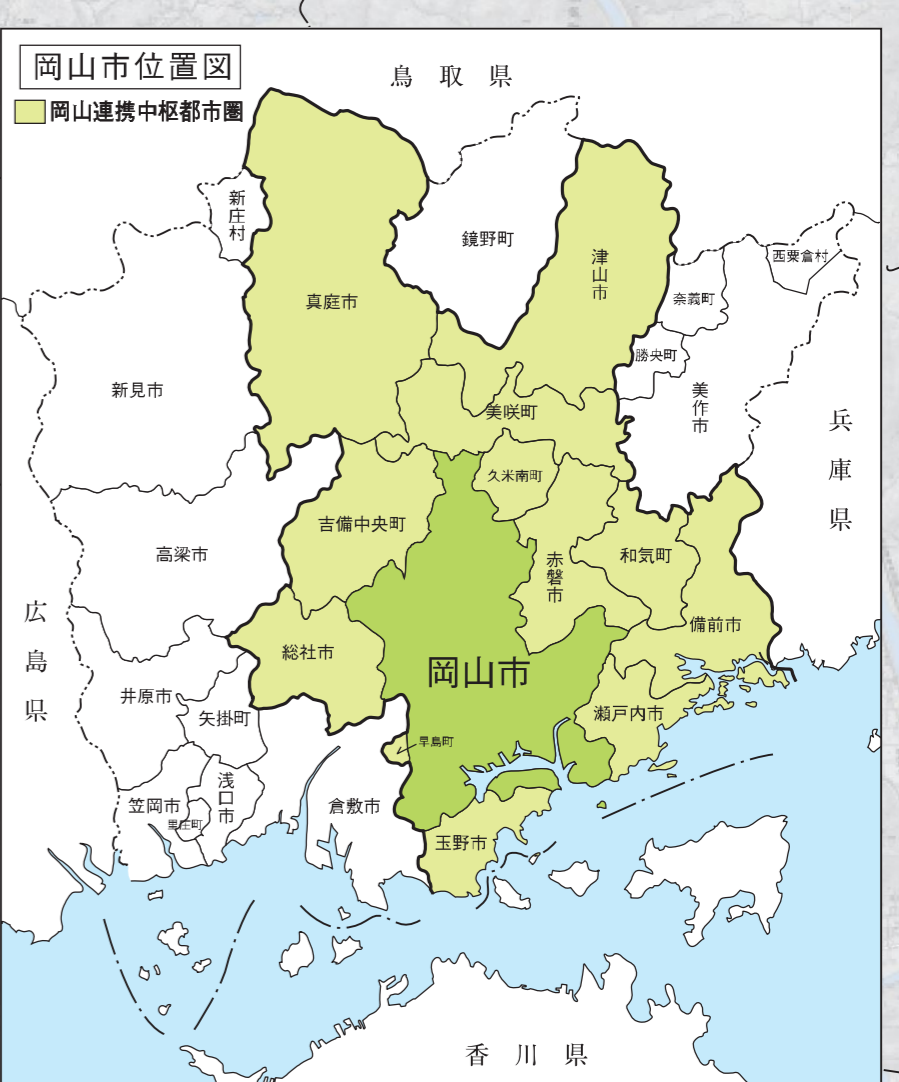 岡山市位置図
岡山連携中枢都市圏
鳥取県
新庄村
鏡野町
津山市
西粟倉村
奈義町
真庭市
勝央町
新見市
美作市
美咲町
兵庫県
久米南町
吉備中央町
高梁市
赤磐市
和気町
備前市
広島県
総社市
岡山市
井原市
矢掛町
瀬戸内市
早島町
浅口市
笠岡市
里庄町
倉敷市
玉野市
香川県